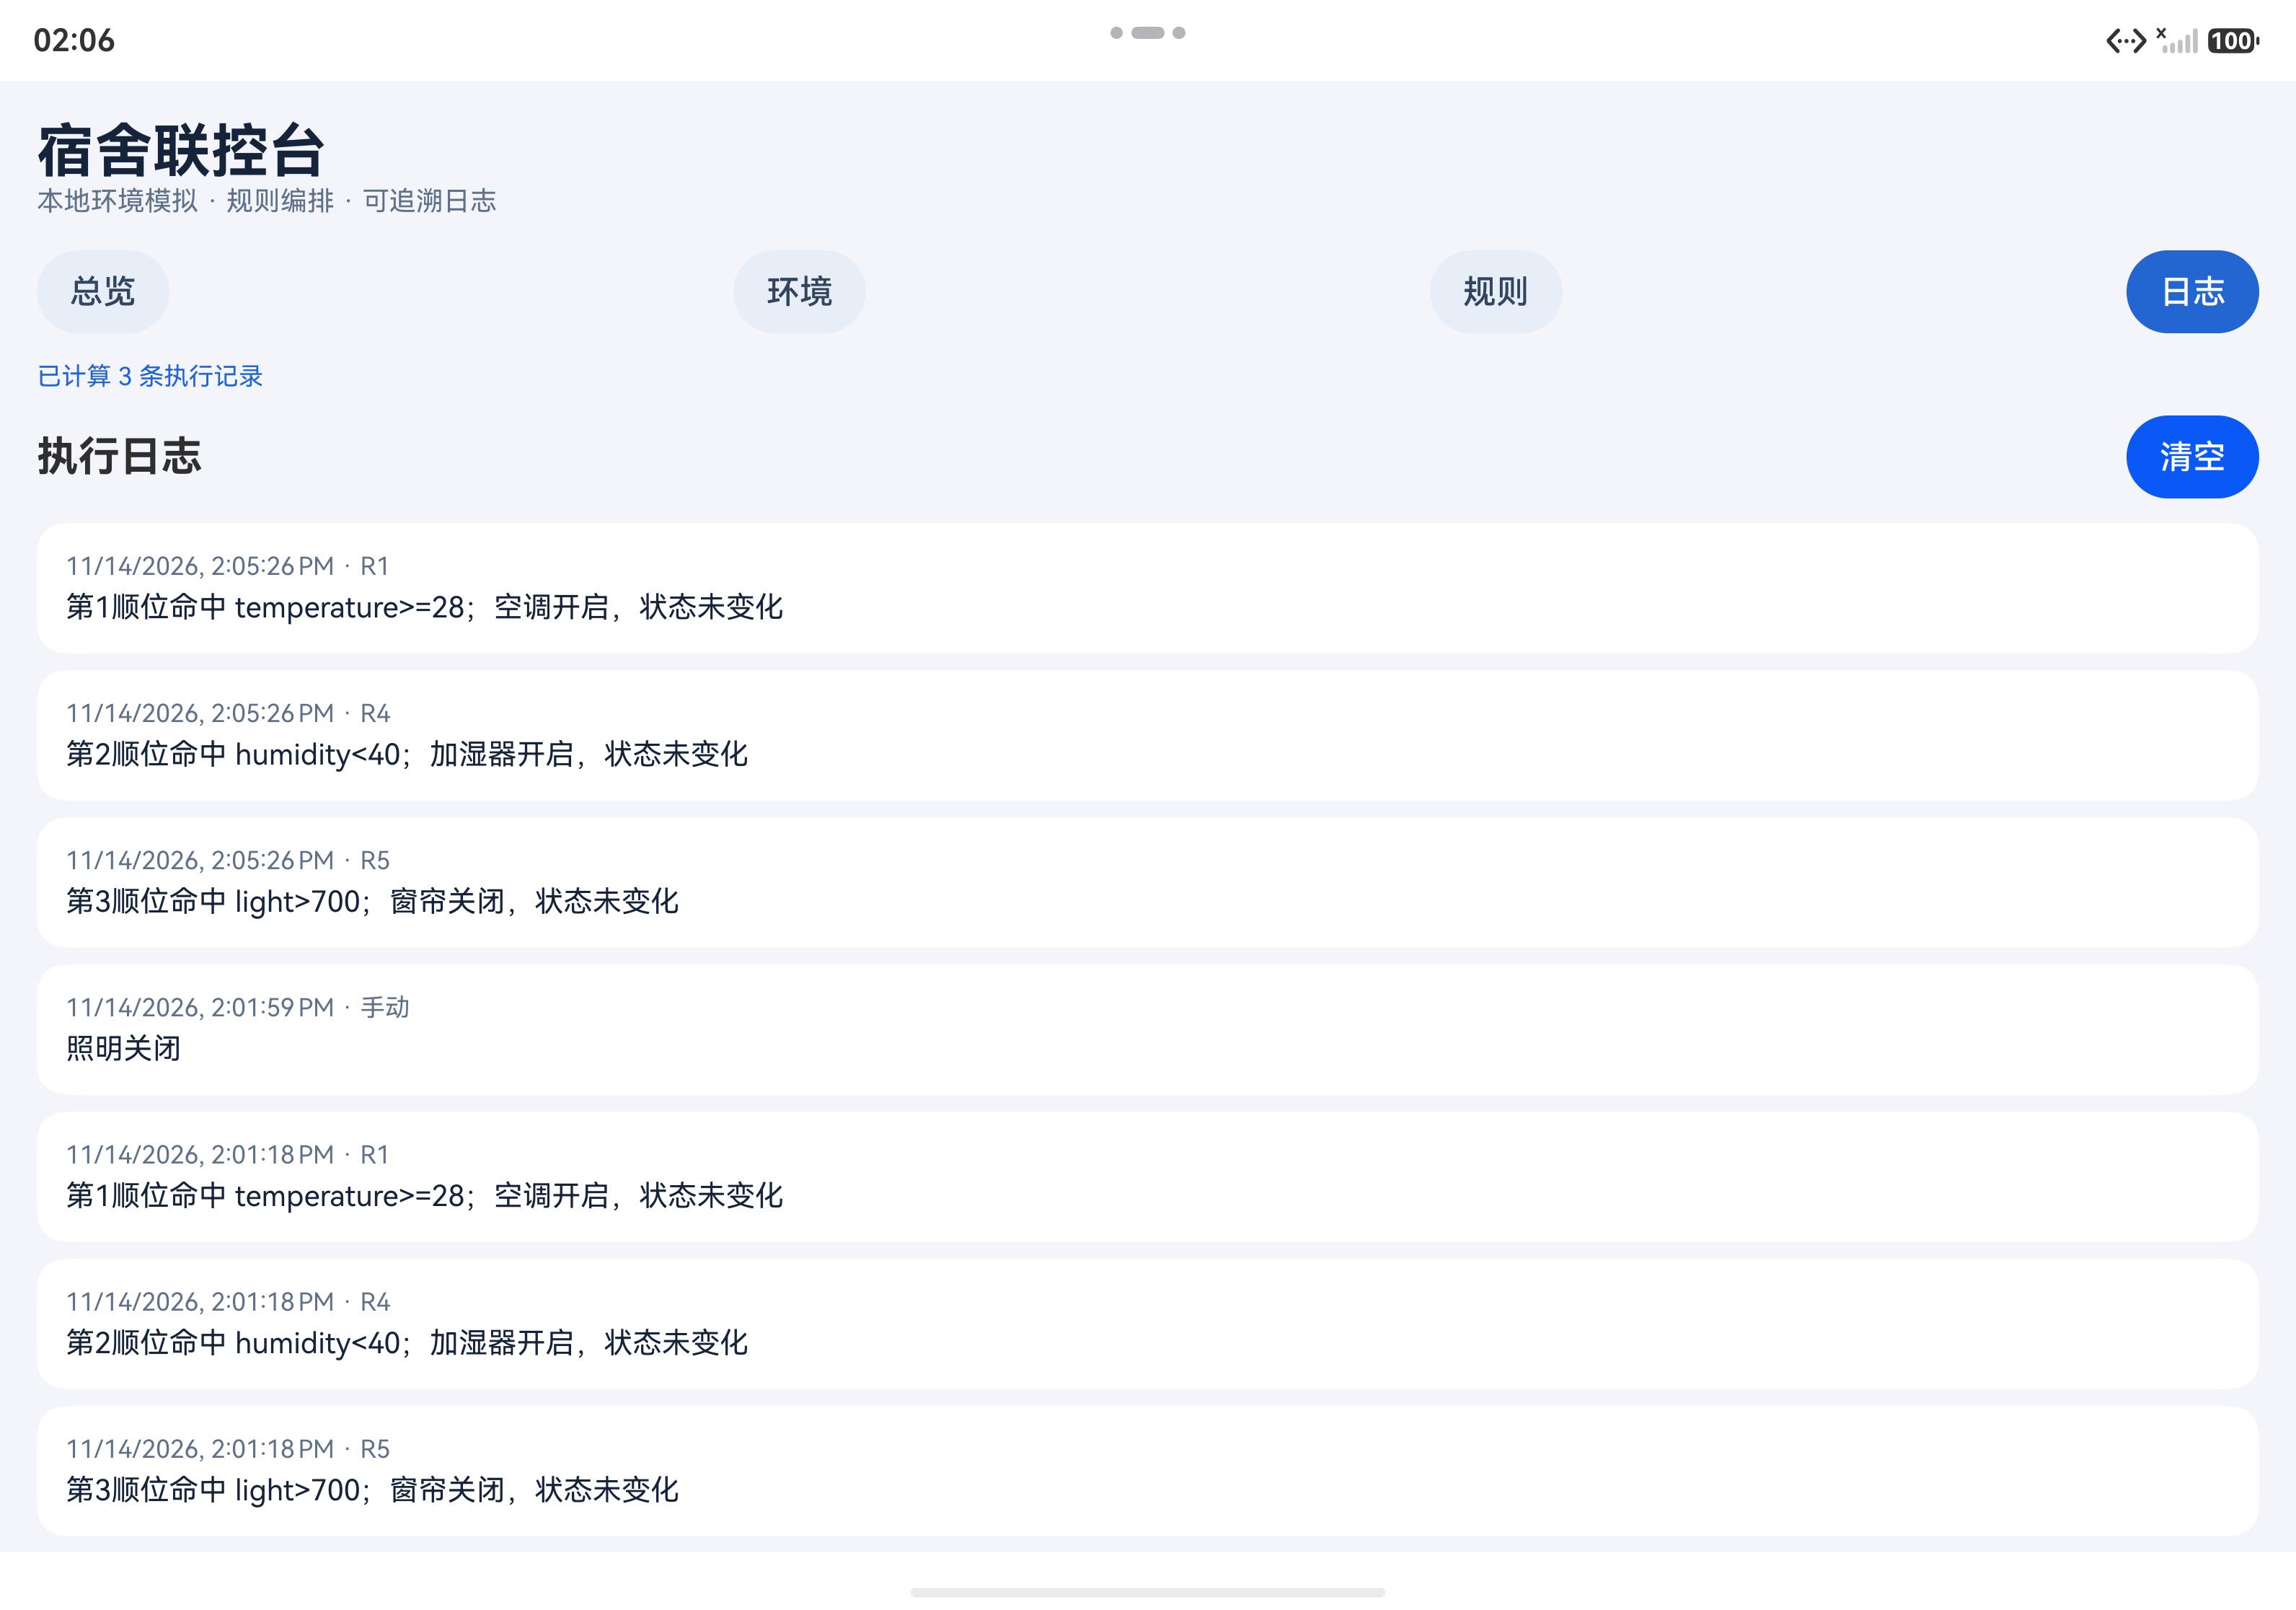 02:06
100
宿舍联控台
本地环境模拟 · 规则编排 · 可追溯日志
总览 环境 规则 日志
已计算 3 条执行记录
执行日志 清空
11/14/2026, 2:05:26 PM · R1
第1顺位命中 temperature>=28；空调开启，状态未变化
11/14/2026, 2:05:26 PM · R4
第2顺位命中 humidity<40；加湿器开启，状态未变化
11/14/2026, 2:05:26 PM · R5
第3顺位命中 light>700；窗帘关闭，状态未变化
11/14/2026, 2:01:59 PM · 手动
照明关闭
11/14/2026, 2:01:18 PM · R1
第1顺位命中 temperature>=28；空调开启，状态未变化
11/14/2026, 2:01:18 PM · R4
第2顺位命中 humidity<40；加湿器开启，状态未变化
11/14/2026, 2:01:18 PM · R5
第3顺位命中 light>700；窗帘关闭，状态未变化